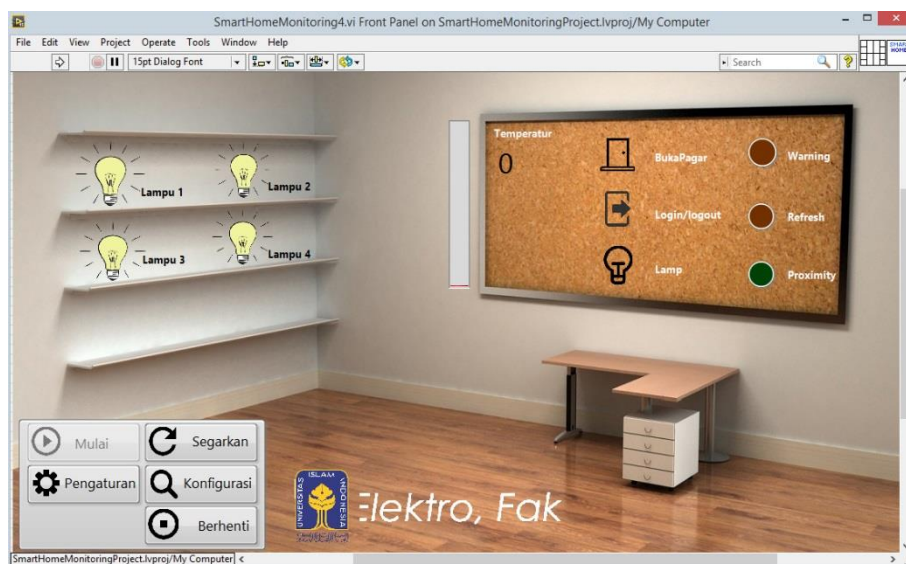 SmartHomeMonitoring4.vi Front Panel on SmartHomeMonitoringProject.lvproj/My Computer
File Edit View Project Operate Tools Window Help
15pt Dialog Font
Search
HOME
Temperatur
0
BukaPagar
Warning
Login/logout
Refresh
Lamp
Proximity
Lampu 1
Lampu 2
Lampu 3
Lampu 4
Mulai
Segarkan
Pengaturan
Konfigurasi
Berhenti
UNIVERSITAS ISLAM INDONESIA
Elektro, Fak
SmartHomeMonitoringProject.lvproj/My Computer